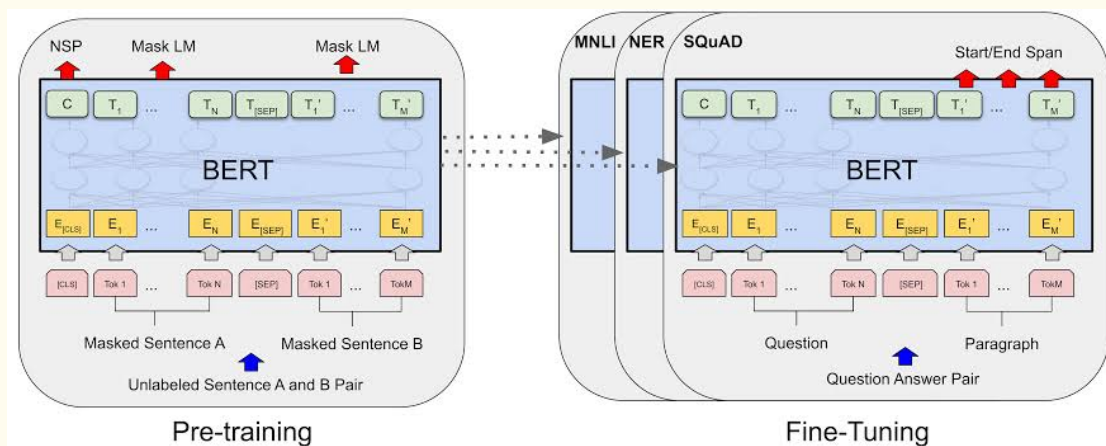 NSP Mask LM Mask LM
C T1 ... TN T[SEP] T1' ... TM'
BERT
E[CLS] E1 ... EN E[SEP] E1' ... EM'
[CLS] Tok 1 ... Tok N [SEP] Tok 1 ... TokM
Masked Sentence A Masked Sentence B
Unlabeled Sentence A and B Pair
Pre-training
MNLI NER SQuAD
Start/End Span
C T1 ... TN T[SEP] T1' ... TM'
BERT
E[CLS] E1 ... EN E[SEP] E1' ... EM'
[CLS] Tok 1 ... Tok N [SEP] Tok 1 ... TokM
Question Paragraph
Question Answer Pair
Fine-Tuning